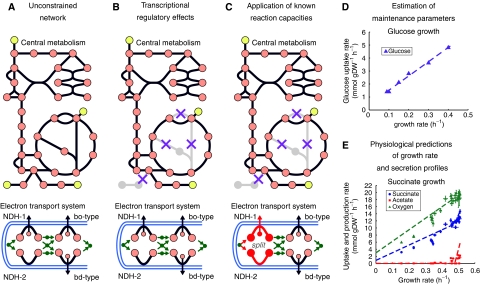 A Unconstrained network
Central metabolism
Electron transport system
NDH-1 bo-type
NDH-2 bd-type
B Transcriptional regulatory effects
Central metabolism
Electron transport system
NDH-1 bo-type
NDH-2 bd-type
C Application of known reaction capacities
Central metabolism
Electron transport system
NDH-1 bo-type
split
NDH-2 bd-type
D Estimation of
maintenance parameters
Glucose growth
Glucose
Glucose uptake rate
(mmol gDW⁻¹ h⁻¹)
6
5
4
3
2
1
0
0 0.1 0.2 0.3 0.4 0.5
growth rate (h⁻¹)
E Physiological predictions
of growth rate
and secretion profiles
Succinate growth
Succinate
Acetate
Oxygen
Uptake and production rate
(mmol gDW⁻¹ h⁻¹)
22
20
18
16
14
12
10
8
6
4
2
0
0 0.1 0.2 0.3 0.4 0.5 0.6
Growth rate (h⁻¹)